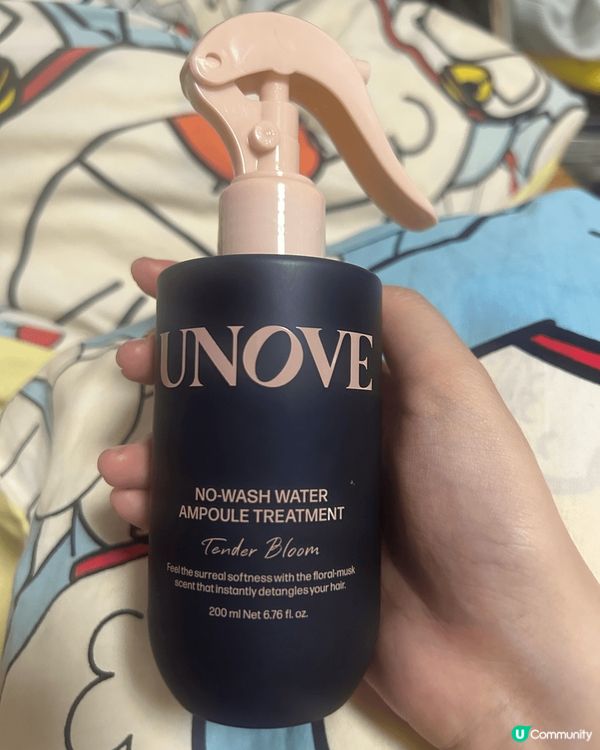 UNOVE
NO-WASH WATER
AMPOULE TREATMENT
Tender Bloom
Feel the surreal softness with the floral-musk
scent that instantly detangles your hair.
200 ml Net 6.76 fl. oz.
U Community